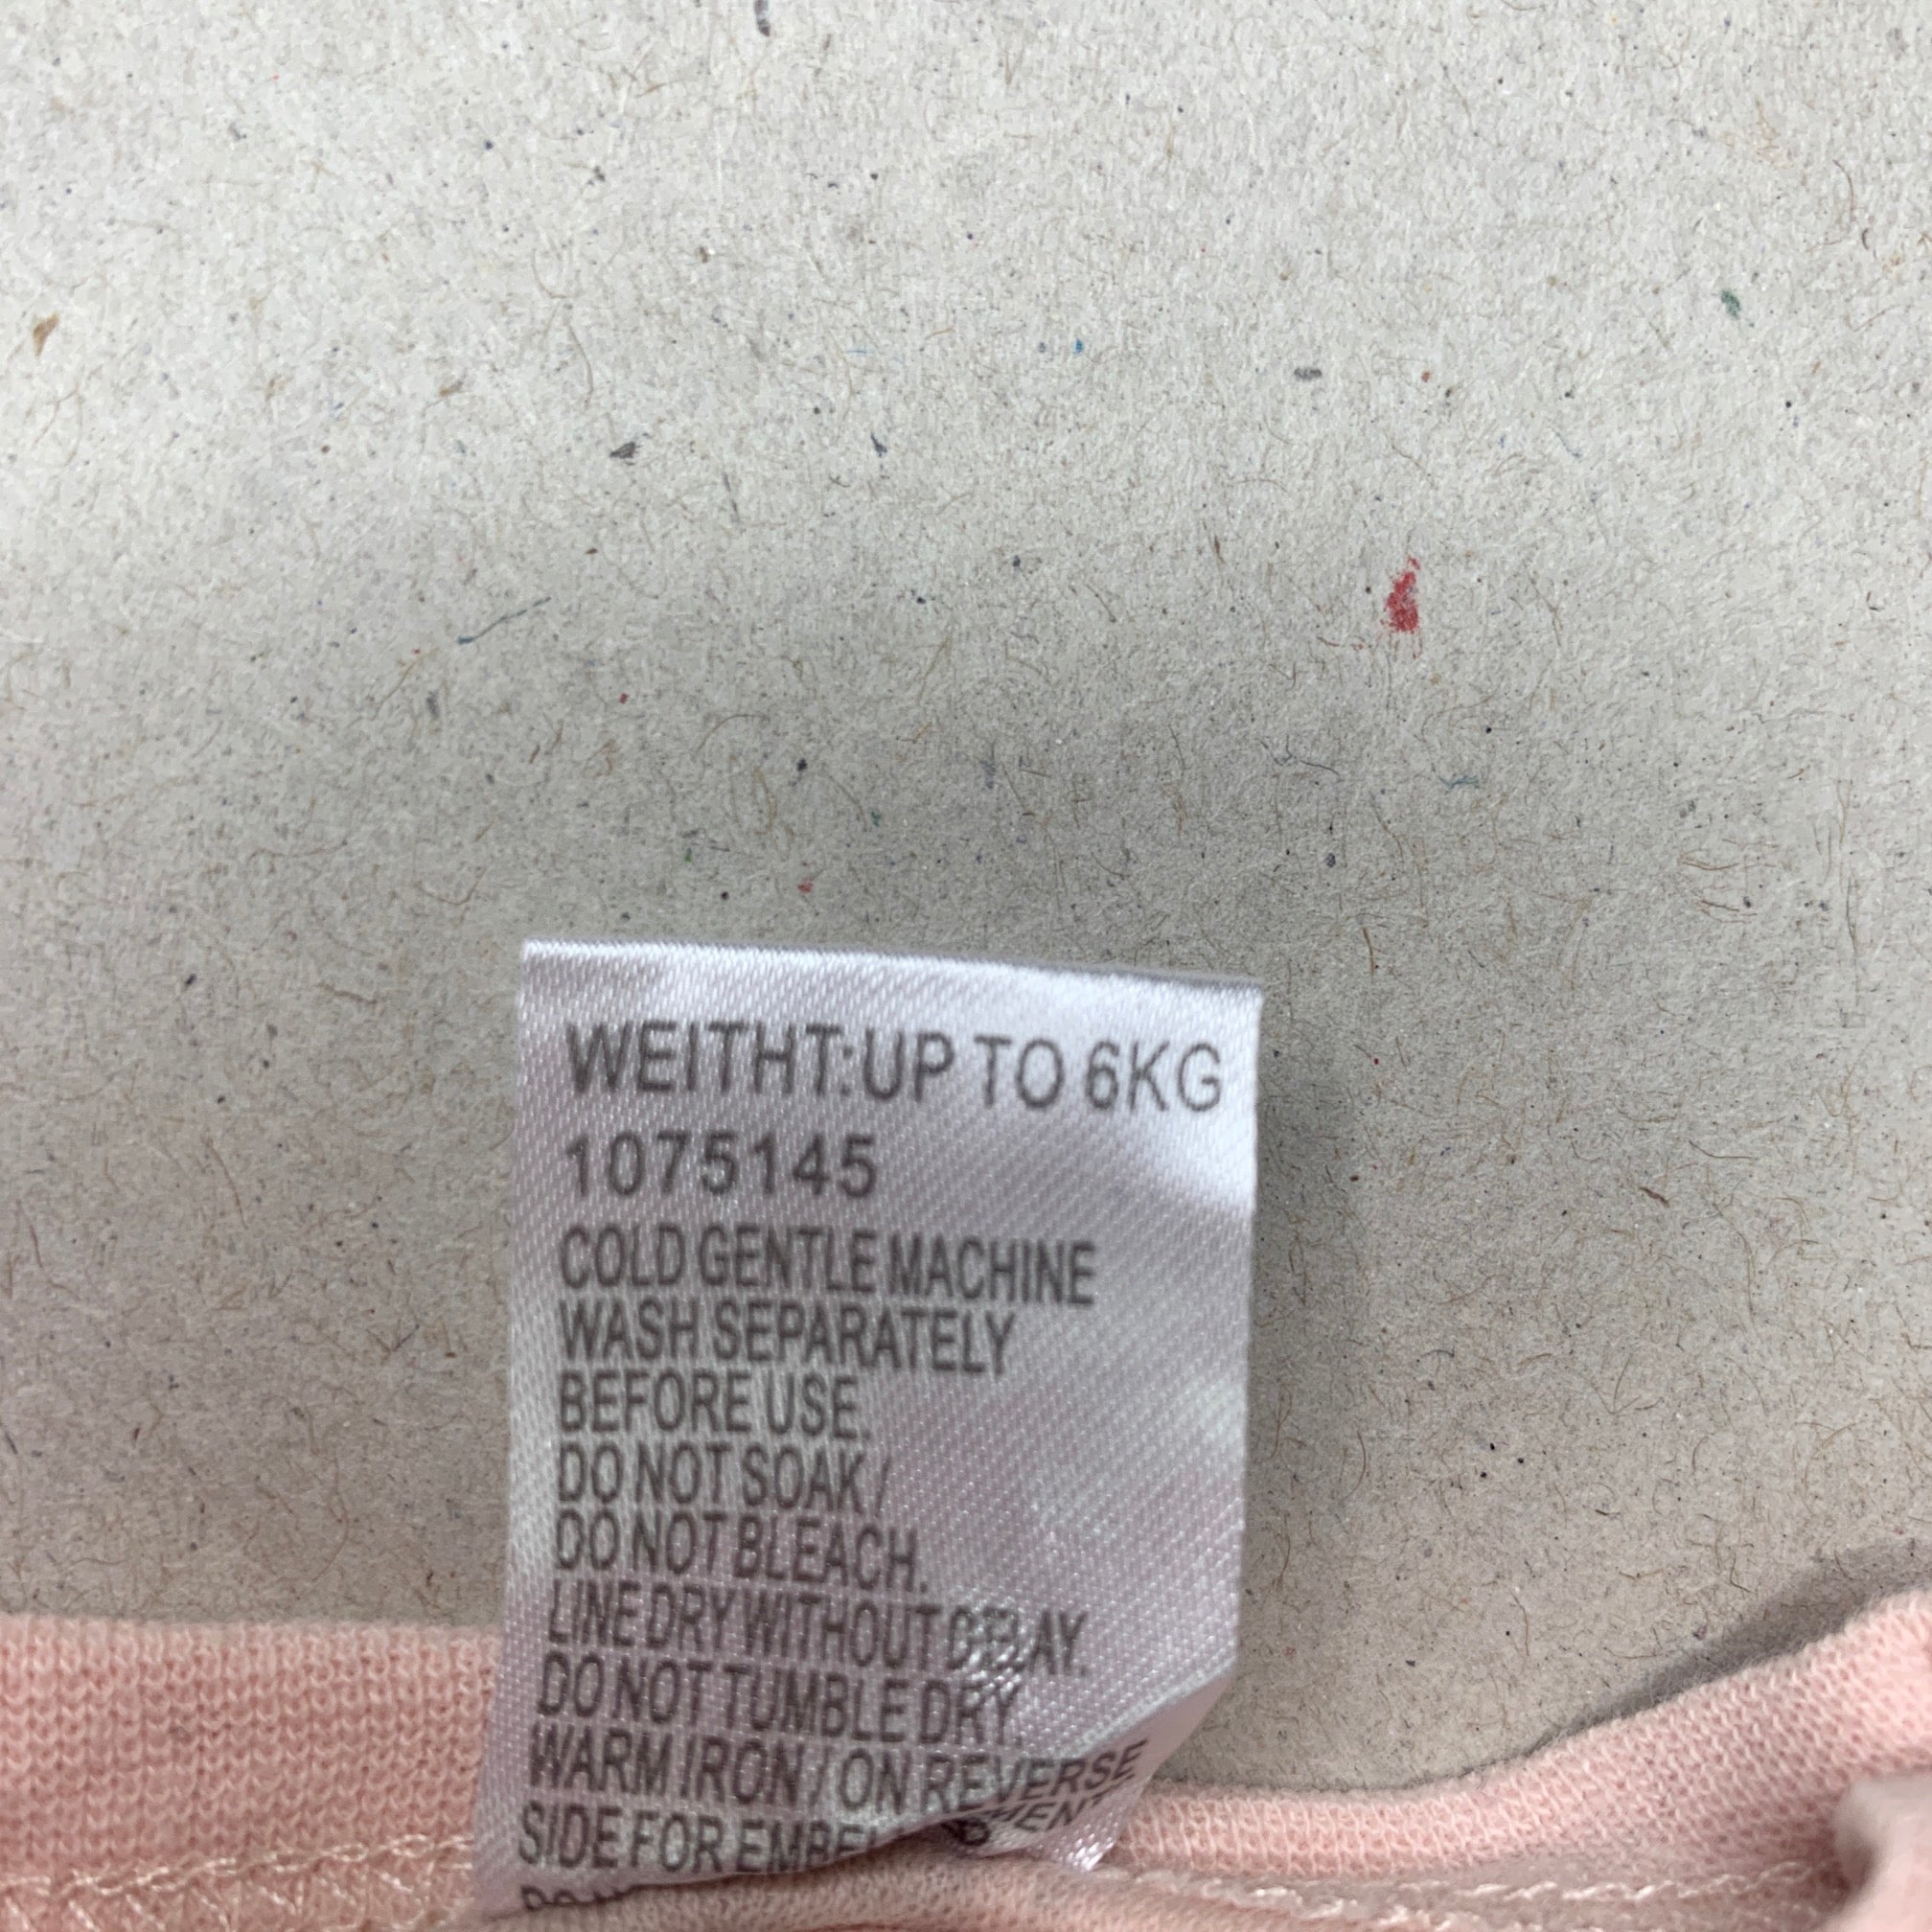 WEITHT:UP TO 6KG
1075145
COLD GENTLE MACHINE
WASH SEPARATELY
BEFORE USE.
DO NOT SOAK /
DO NOT BLEACH.
LINE DRY WITHOUT DELAY.
DO NOT TUMBLE DRY.
WARM IRON / ON REVERSE
SIDE FOR